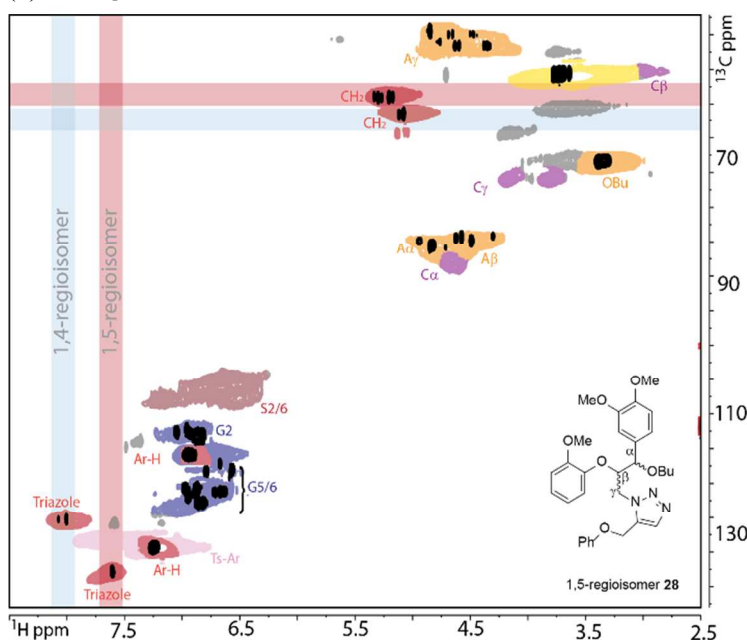 Aγ
13C ppm
Cβ
CH2
CH2
70
Cγ
OBu
Aα
Aβ
Cα
90
1,4-regioisomer
1,5-regioisomer
S2/6
G2
110
Ar-H
G5/6
Triazole
130
Ts-Ar
Ar-H
Triazole
OMe
MeO
OMe
α
O
OBu
β
γ
N
N
N
O
Ph
1,5-regioisomer 28
1H ppm
7.5
6.5
5.5
4.5
3.5
2.5